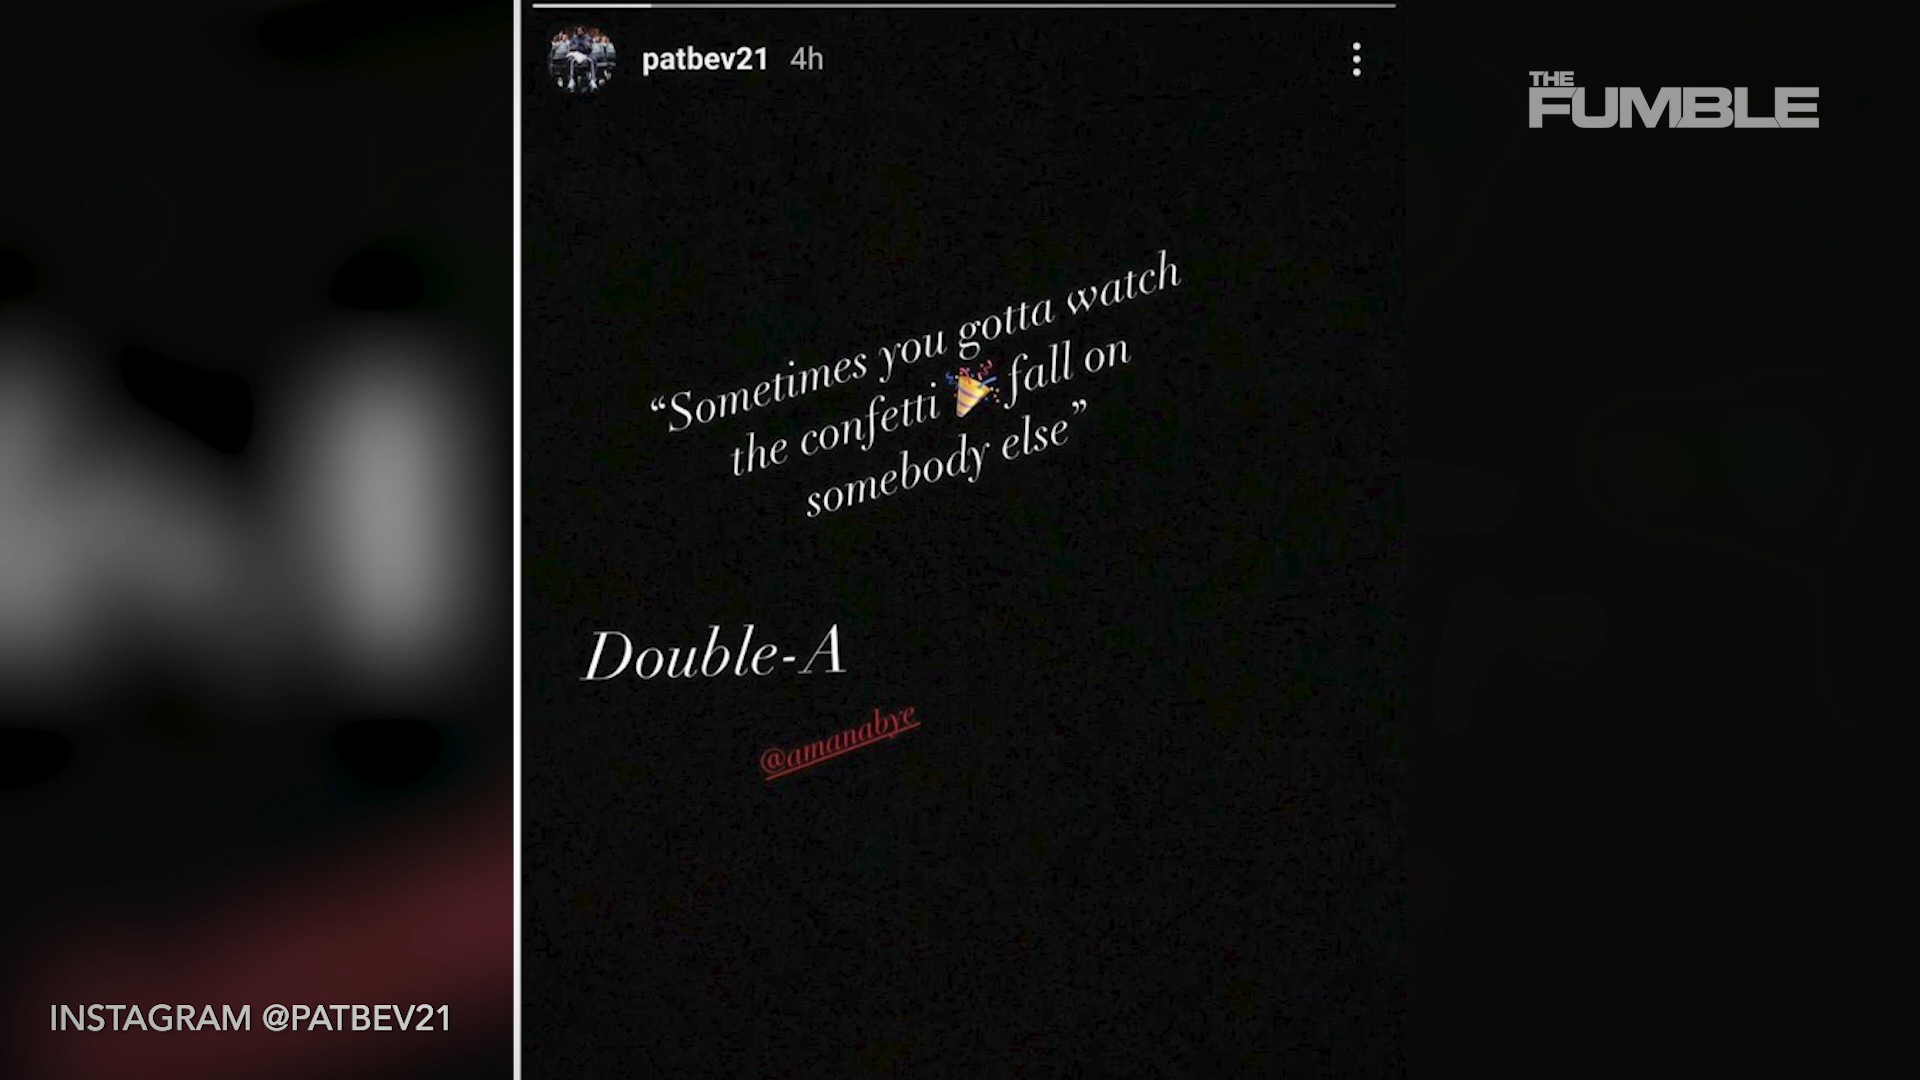 patbev21 4h
THE
FUMBLE
“Sometimes you gotta watch
the confetti 🎉 fall on
somebody else”
Double-A
@amanabye
INSTAGRAM @PATBEV21